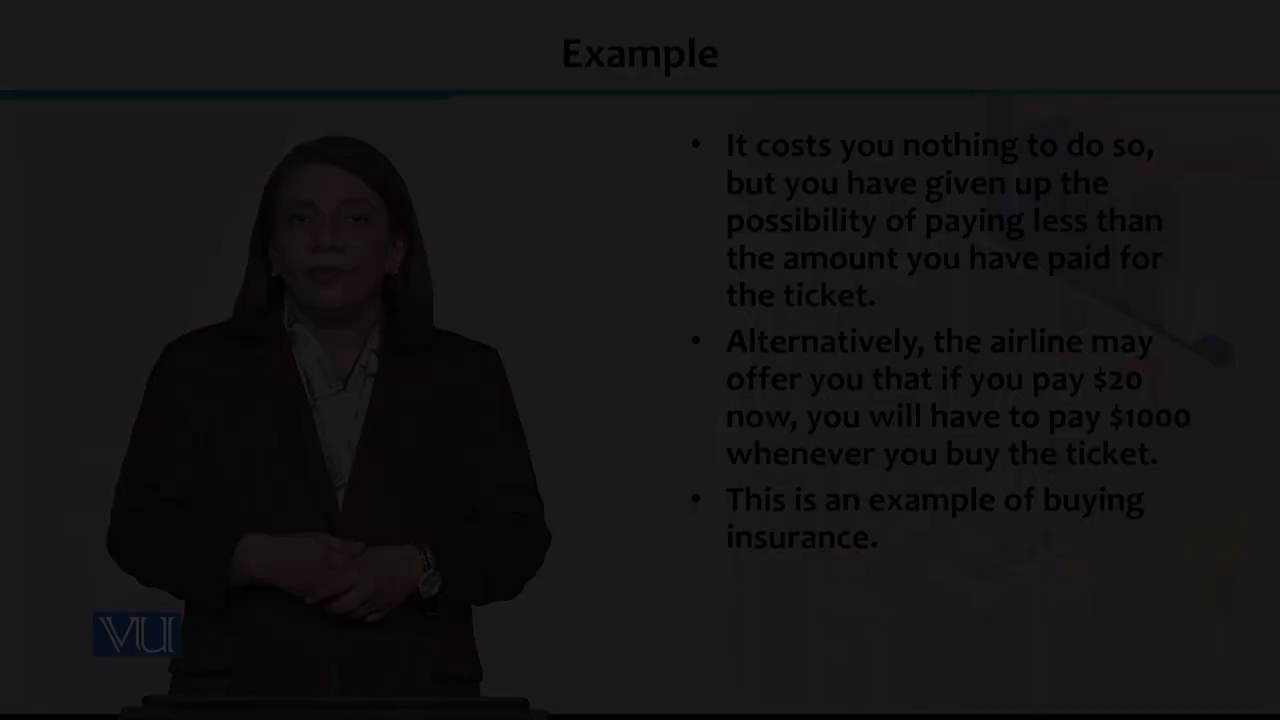 Example
• It costs you nothing to do so,
but you have given up the
possibility of paying less than
the amount you have paid for
the ticket.
• Alternatively, the airline may
offer you that if you pay $20
now, you will have to pay $1000
whenever you buy the ticket.
• This is an example of buying
insurance.
VU